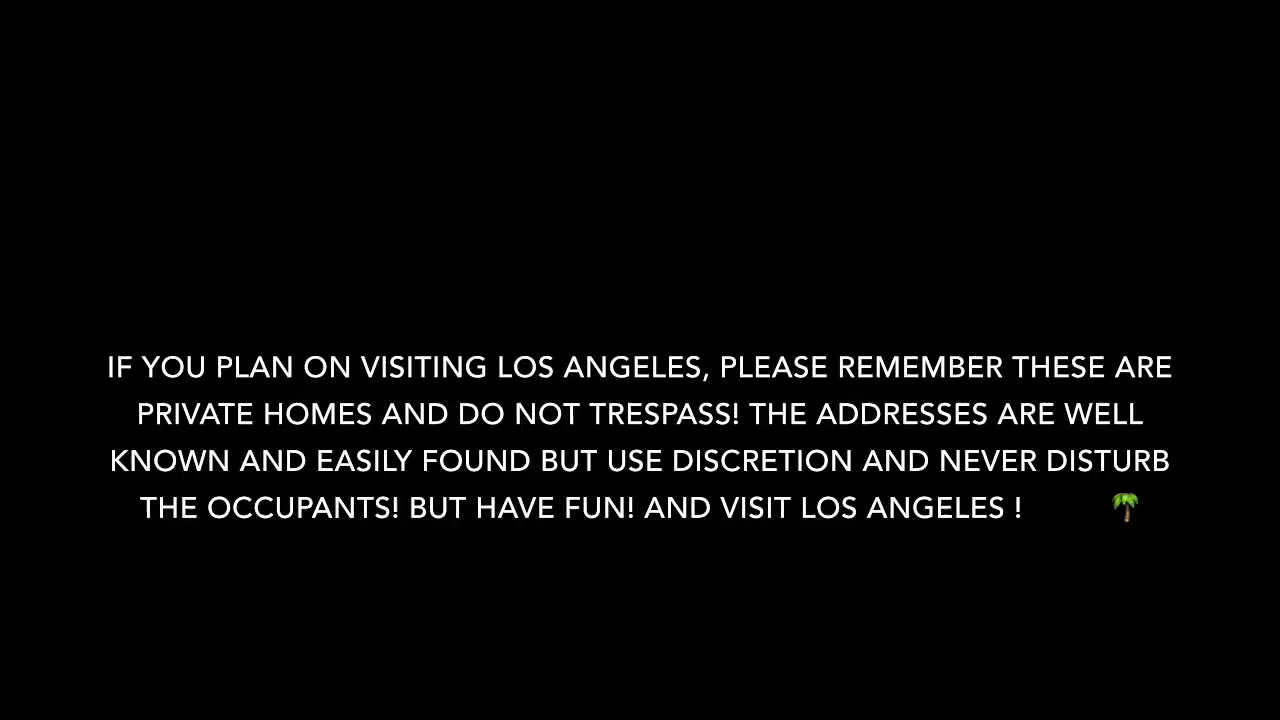 IF YOU PLAN ON VISITING LOS ANGELES, PLEASE REMEMBER THESE ARE
PRIVATE HOMES AND DO NOT TRESPASS! THE ADDRESSES ARE WELL
KNOWN AND EASILY FOUND BUT USE DISCRETION AND NEVER DISTURB
THE OCCUPANTS! BUT HAVE FUN! AND VISIT LOS ANGELES ! 🌴